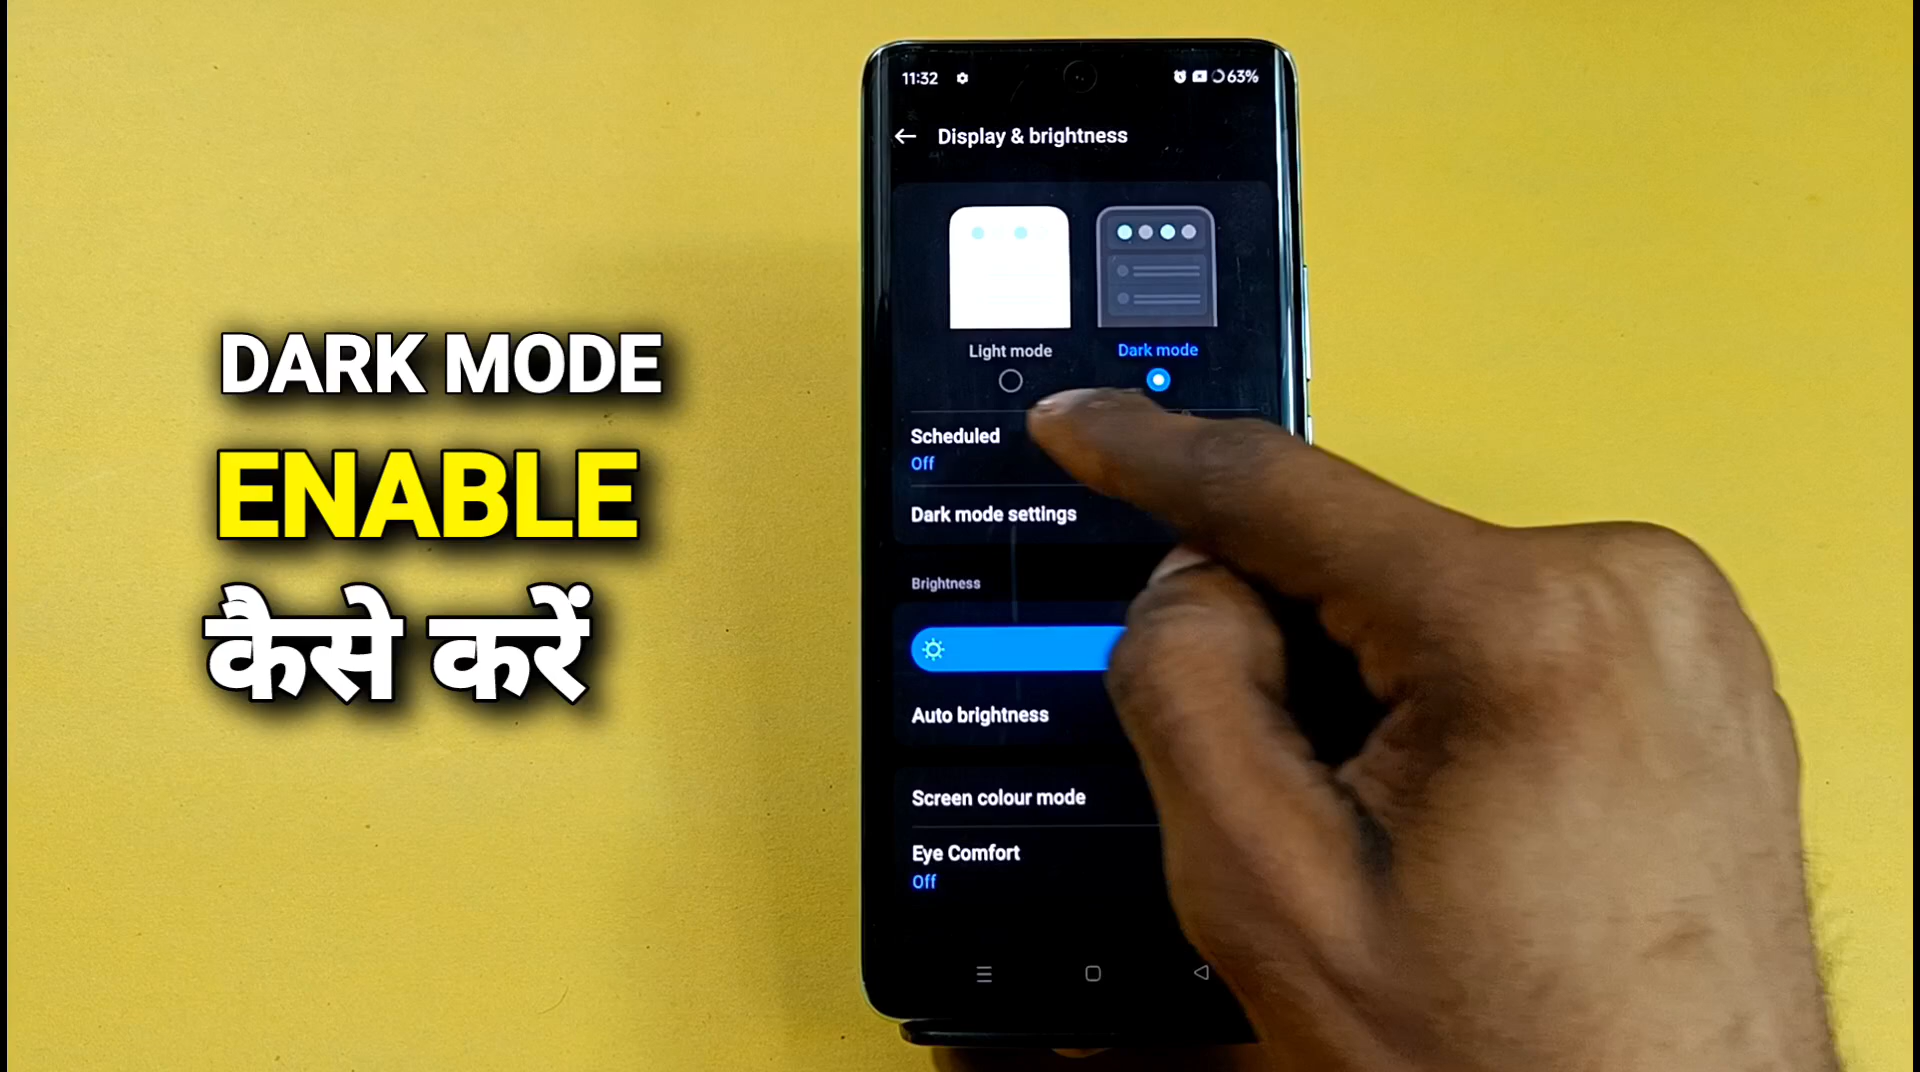 DARK MODE
ENABLE
कैसे करें
11:32 63%
Display & brightness
Light mode Dark mode
Scheduled
Off
Dark mode settings
Brightness
Auto brightness
Screen colour mode
Eye Comfort
Off